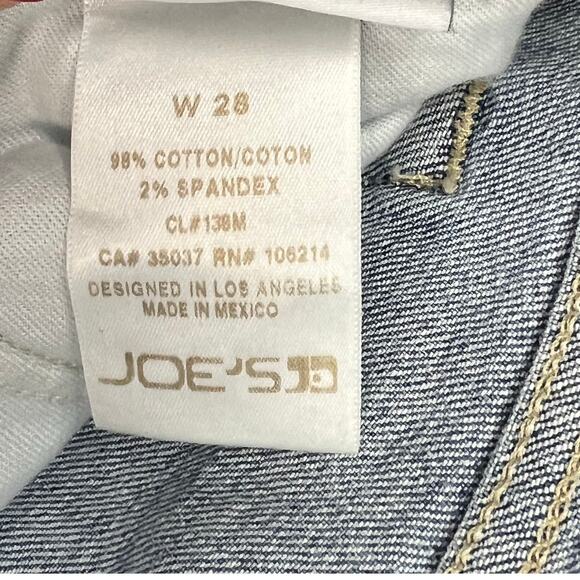 W 28
98% COTTON/COTON
2% SPANDEX
CL#138M
CA# 35037 RN# 106214
DESIGNED IN LOS ANGELES
MADE IN MEXICO
JOE'S